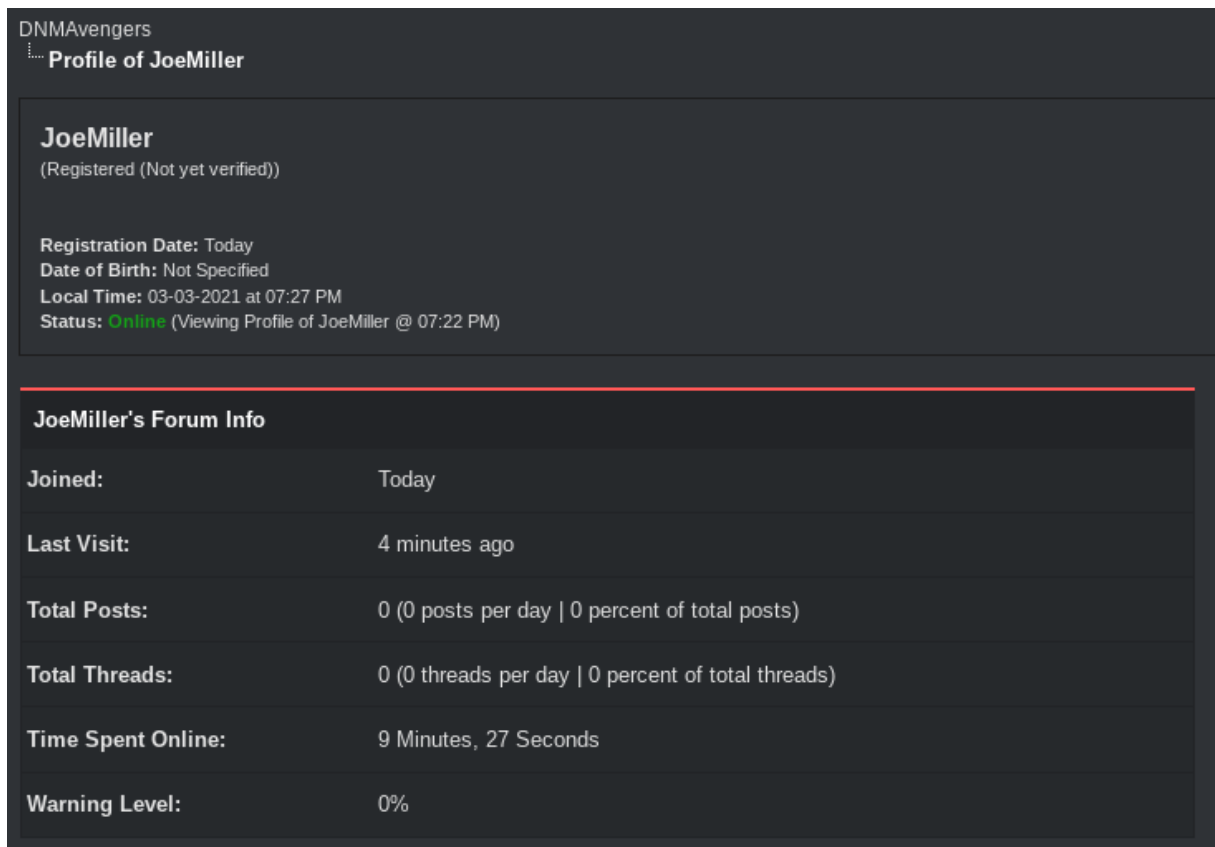 DNMAvengers
Profile of JoeMiller
JoeMiller
(Registered (Not yet verified))
Registration Date: Today
Date of Birth: Not Specified
Local Time: 03-03-2021 at 07:27 PM
Status: Online (Viewing Profile of JoeMiller @ 07:22 PM)
JoeMiller's Forum Info
Joined: Today
Last Visit: 4 minutes ago
Total Posts: 0 (0 posts per day | 0 percent of total posts)
Total Threads: 0 (0 threads per day | 0 percent of total threads)
Time Spent Online: 9 Minutes, 27 Seconds
Warning Level: 0%